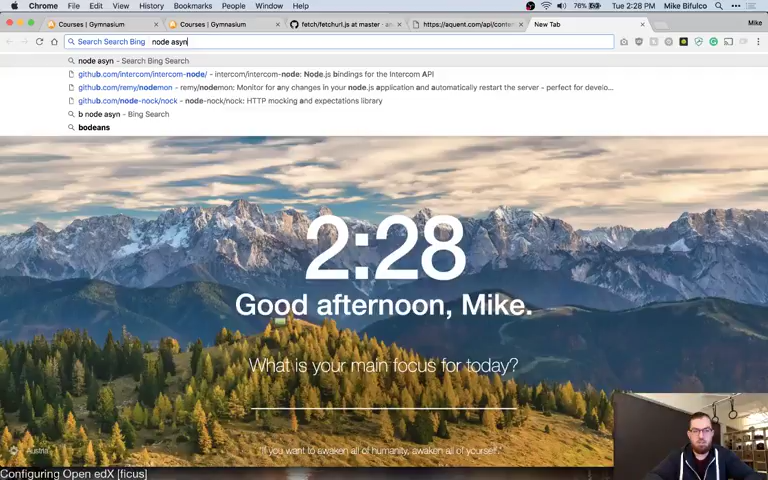 Chrome File Edit View History Bookmarks People Window Help 78% Tue 2:28 PM Mike Bifulco
Courses | Gymnasium Courses | Gymnasium fetch/fetchurl.js at master · an https://aquent.com/api/conten New Tab Mike
Search Search Bing node asyn
node asyn - Search Bing Search
github.com/intercom/intercom-node/ - intercom/intercom-node: Node.js bindings for the Intercom API
github.com/remy/nodemon - remy/nodemon: Monitor for any changes in your node.js application and automatically restart the server - perfect for develo...
github.com/node-nock/nock - node-nock/nock: HTTP mocking and expectations library
b node asyn - Bing Search
bodeans
2:28
Good afternoon, Mike.
What is your main focus for today?
Austria
"If you want to awaken all of humanity, awaken all of yourself."
Configuring Open edX [ficus]